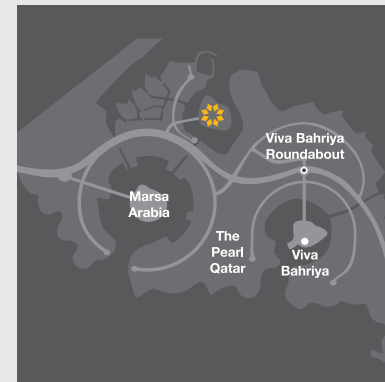 Viva Bahriya
Roundabout
Marsa
Arabia
The
Pearl
Qatar
Viva
Bahriya